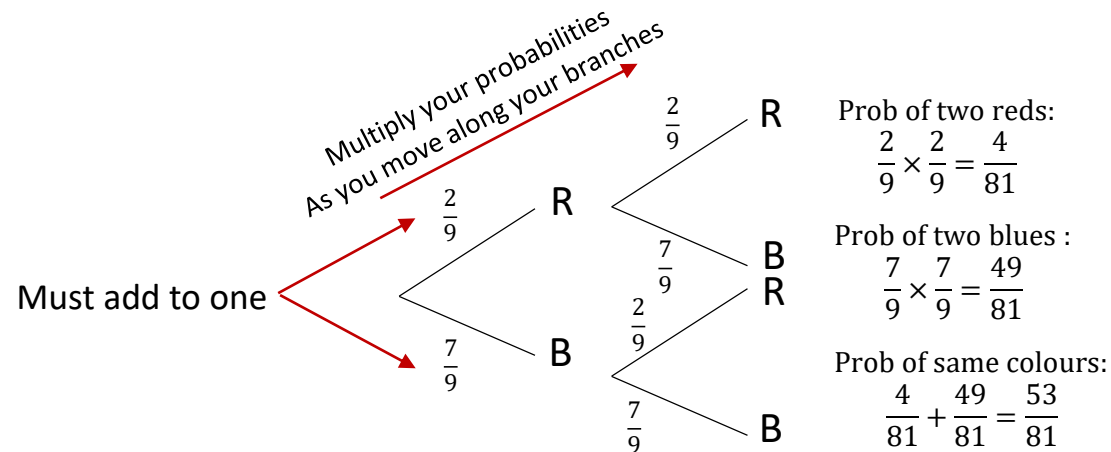 Multiply your probabilities
As you move along your branches
Must add to one
2/9
7/9
R
B
2/9
7/9
2/9
7/9
R
B
R
B
Prob of two reds:
2/9 × 2/9 = 4/81
Prob of two blues :
7/9 × 7/9 = 49/81
Prob of same colours:
4/81 + 49/81 = 53/81